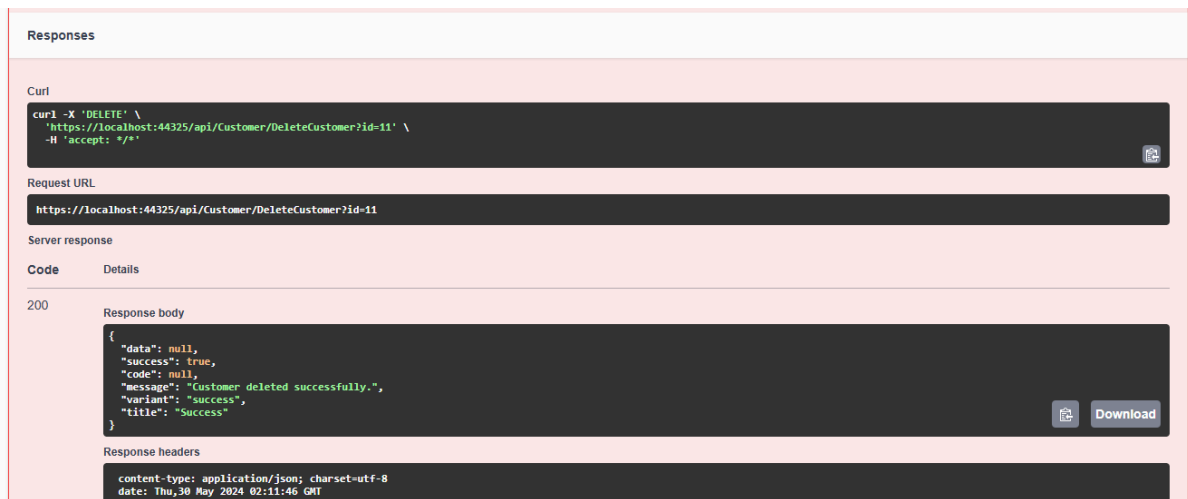 Responses
Curl
curl -X 'DELETE' \
'https://localhost:44325/api/Customer/DeleteCustomer?id=11' \
-H 'accept: */*'
Request URL
https://localhost:44325/api/Customer/DeleteCustomer?id=11
Server response
Code Details
200
Response body
{
"data": null,
"success": true,
"code": null,
"message": "Customer deleted successfully.",
"variant": "success",
"title": "Success"
}
Download
Response headers
content-type: application/json; charset=utf-8
date: Thu,30 May 2024 02:11:46 GMT